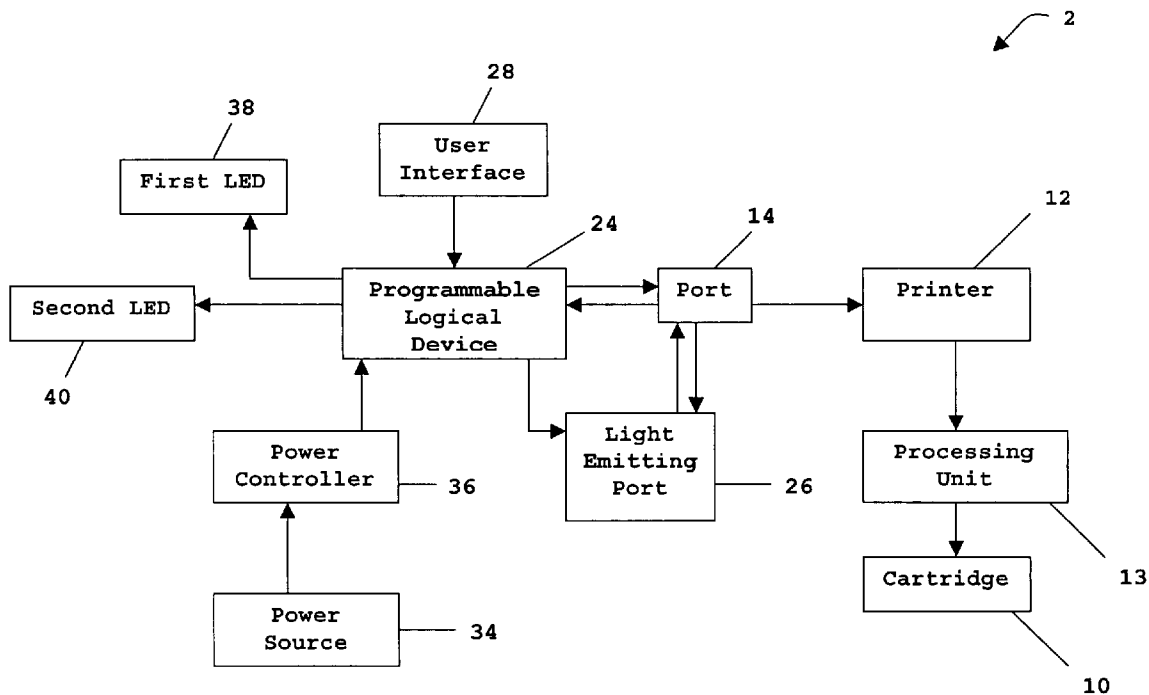 2
28
38
User
Interface
First LED
24
14
12
Programmable
Logical
Device
Port
Printer
Second LED
40
Light
Emitting
Port
26
Power
Controller
36
Processing
Unit
13
Cartridge
10
Power
Source
34